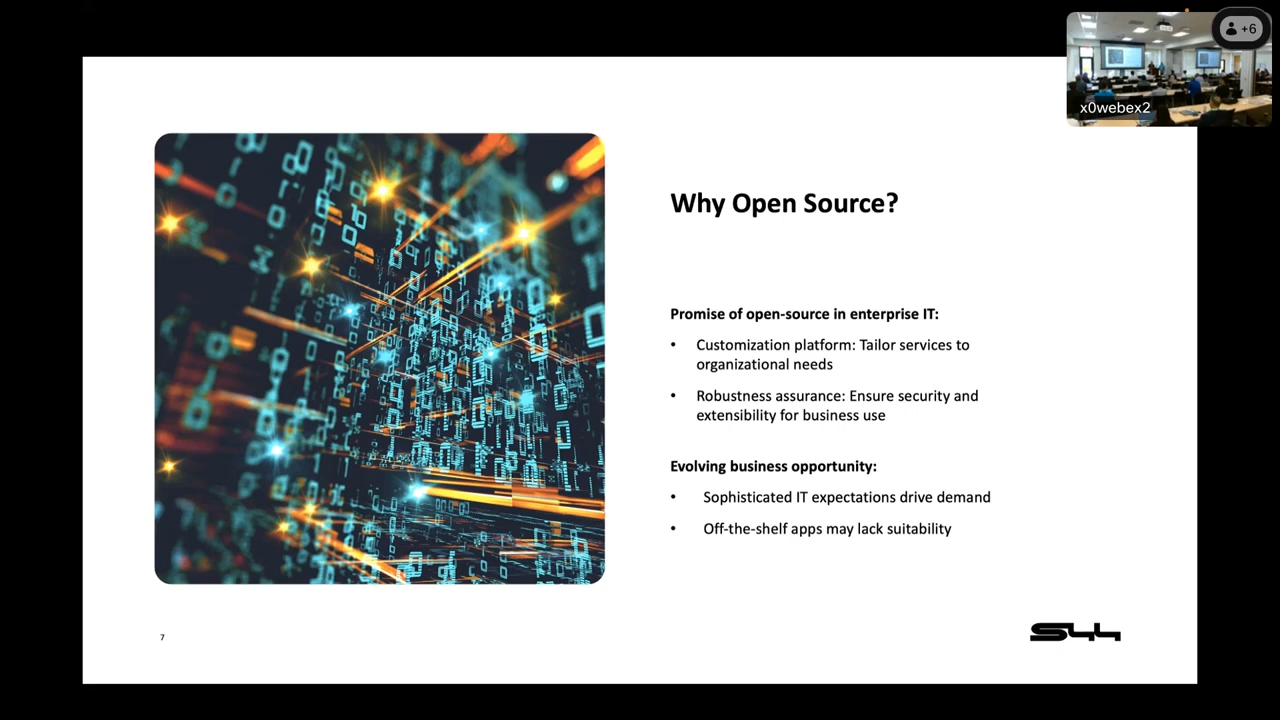 +6
x0webex2
Why Open Source?
Promise of open-source in enterprise IT:
• Customization platform: Tailor services to
organizational needs
• Robustness assurance: Ensure security and
extensibility for business use
Evolving business opportunity:
• Sophisticated IT expectations drive demand
• Off-the-shelf apps may lack suitability
7
S44